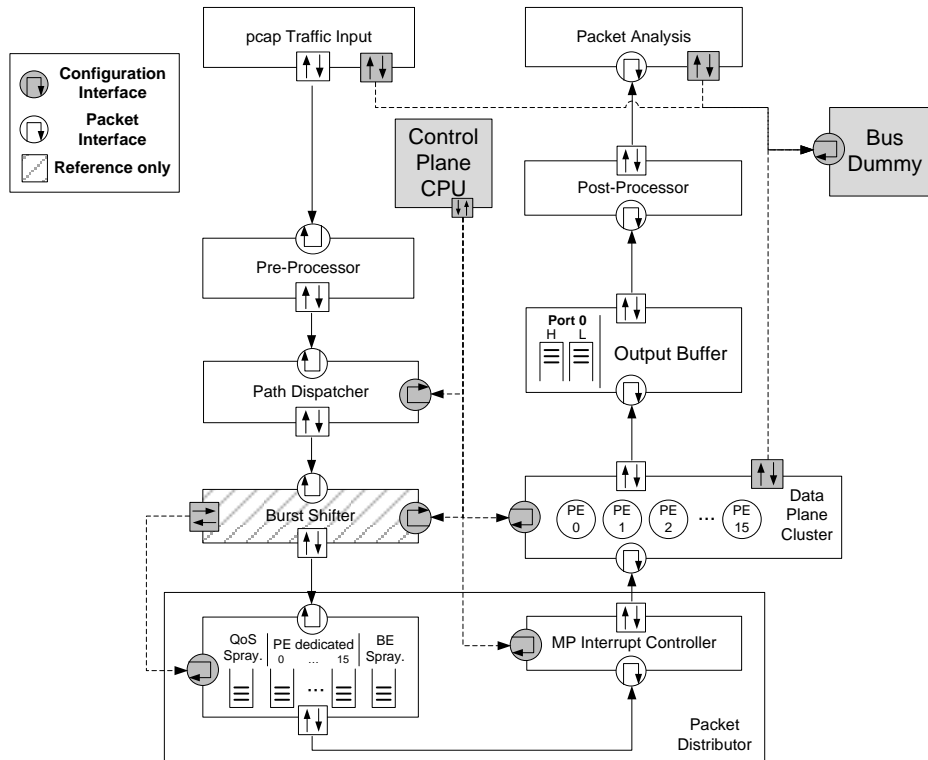 pcap Traffic Input
Packet Analysis
Configuration
Interface
Packet
Interface
Reference only
Control
Plane
CPU
Bus
Dummy
Post-Processor
Pre-Processor
Port 0
H L
Output Buffer
Path Dispatcher
Burst Shifter
PE
0
PE
1
PE
2
...
PE
15
Data
Plane
Cluster
QoS
Spray.
PE dedicated
0 ... 15
BE
Spray.
...
MP Interrupt Controller
Packet
Distributor